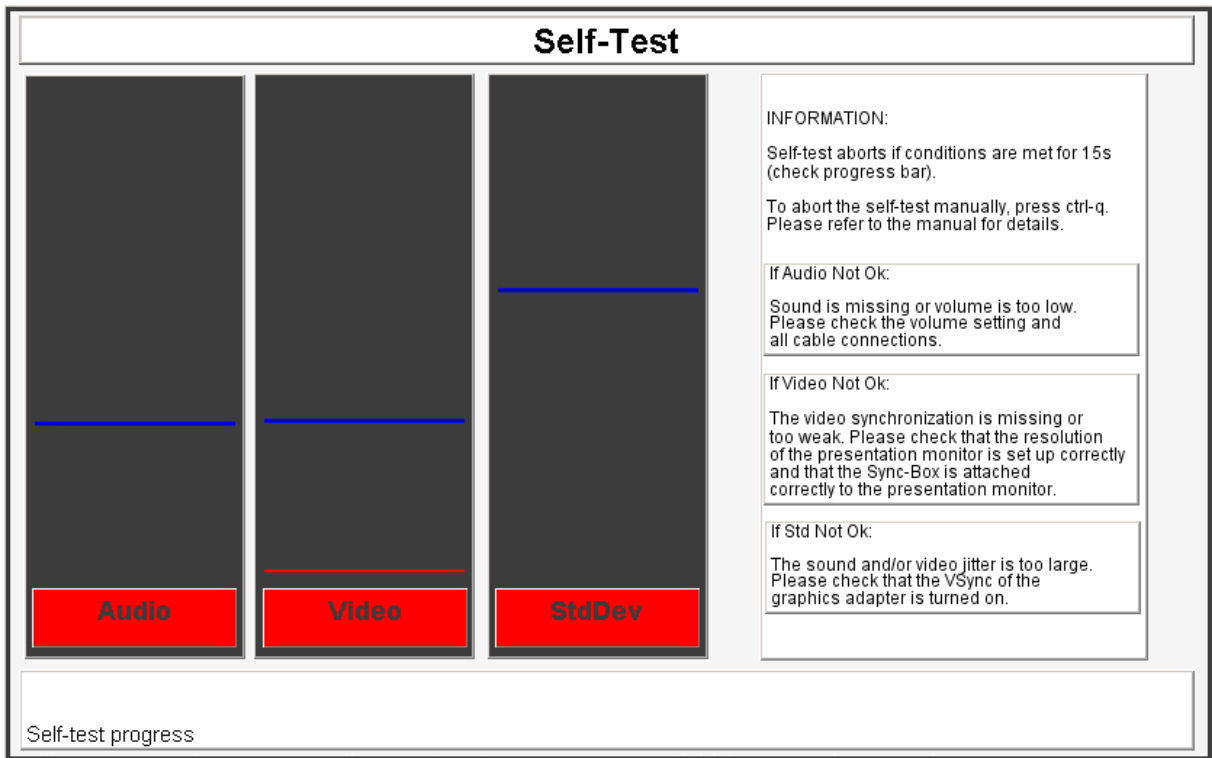 Self-Test
Audio
Video
StdDev
INFORMATION:
Self-test aborts if conditions are met for 15s
(check progress bar).
To abort the self-test manually, press ctrl-q.
Please refer to the manual for details.
If Audio Not Ok:
Sound is missing or volume is too low.
Please check the volume setting and
all cable connections.
If Video Not Ok:
The video synchronization is missing or
too weak. Please check that the resolution
of the presentation monitor is set up correctly
and that the Sync-Box is attached
correctly to the presentation monitor.
If Std Not Ok:
The sound and/or video jitter is too large.
Please check that the VSync of the
graphics adapter is turned on.
Self-test progress